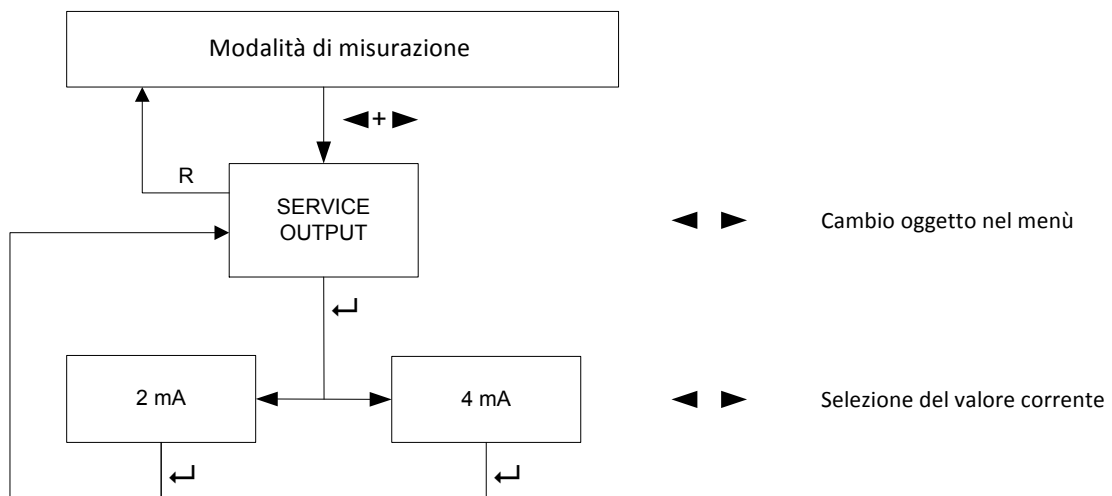 Modalità di misurazione
◄+►
R
SERVICE
OUTPUT
◄ ► Cambio oggetto nel menù
↵
2 mA
4 mA
◄ ► Selezione del valore corrente
↵
↵